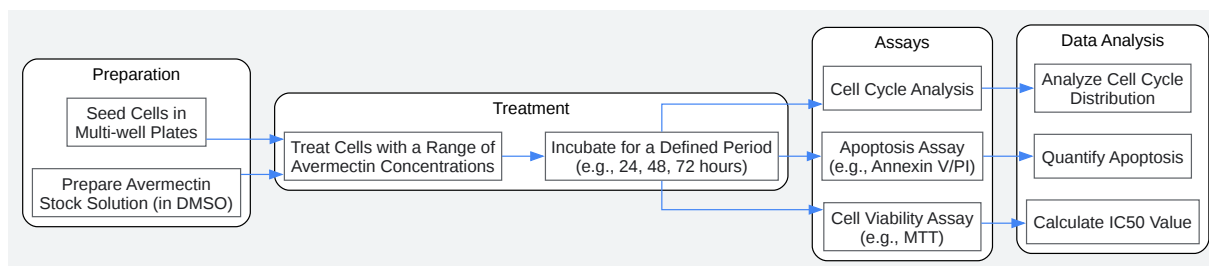 Preparation
Seed Cells in
Multi-well Plates
Prepare Avermectin
Stock Solution (in DMSO)
Treatment
Treat Cells with a Range of
Avermectin Concentrations
Incubate for a Defined Period
(e.g., 24, 48, 72 hours)
Assays
Cell Cycle Analysis
Apoptosis Assay
(e.g., Annexin V/PI)
Cell Viability Assay
(e.g., MTT)
Data Analysis
Analyze Cell Cycle
Distribution
Quantify Apoptosis
Calculate IC50 Value